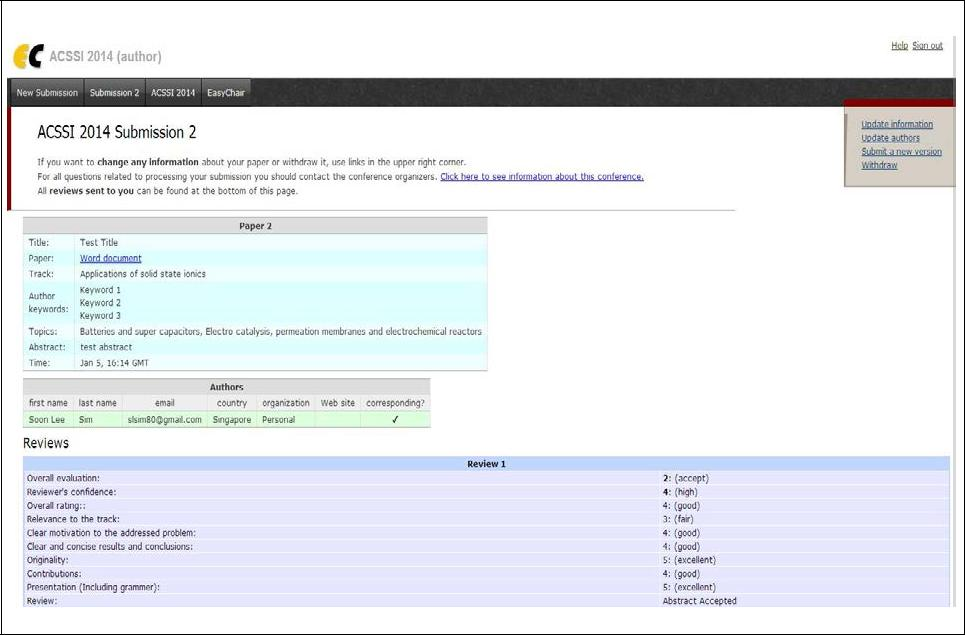 EC ACSSI 2014 (author)
Help Sign out
New Submission Submission 2 ACSSI 2014 EasyChair
ACSSI 2014 Submission 2
If you want to change any information about your paper or withdraw it, use links in the upper right corner.
For all questions related to processing your submission you should contact the conference organizers. Click here to see information about this conference.
All reviews sent to you can be found at the bottom of this page.
Update information
Update authors
Submit a new version
Withdraw
Paper 2
Title: Test Title
Paper: Word document
Track: Applications of solid state ionics
Author keywords: Keyword 1
Keyword 2
Keyword 3
Topics: Batteries and super capacitors, Electro catalysis, permeation membranes and electrochemical reactors
Abstract: test abstract
Time: Jan 5, 16:14 GMT
Authors
first name last name email country organization Web site corresponding?
Soon Lee Sim slsim80@gmail.com Singapore Personal ✓
Reviews
Review 1
Overall evaluation: 2: (accept)
Reviewer's confidence: 4: (high)
Overall rating:: 4: (good)
Relevance to the track: 3: (fair)
Clear motivation to the addressed problem: 4: (good)
Clear and concise results and conclusions: 4: (good)
Originality: 5: (excellent)
Contributions: 4: (good)
Presentation (Including grammer): 5: (excellent)
Review: Abstract Accepted